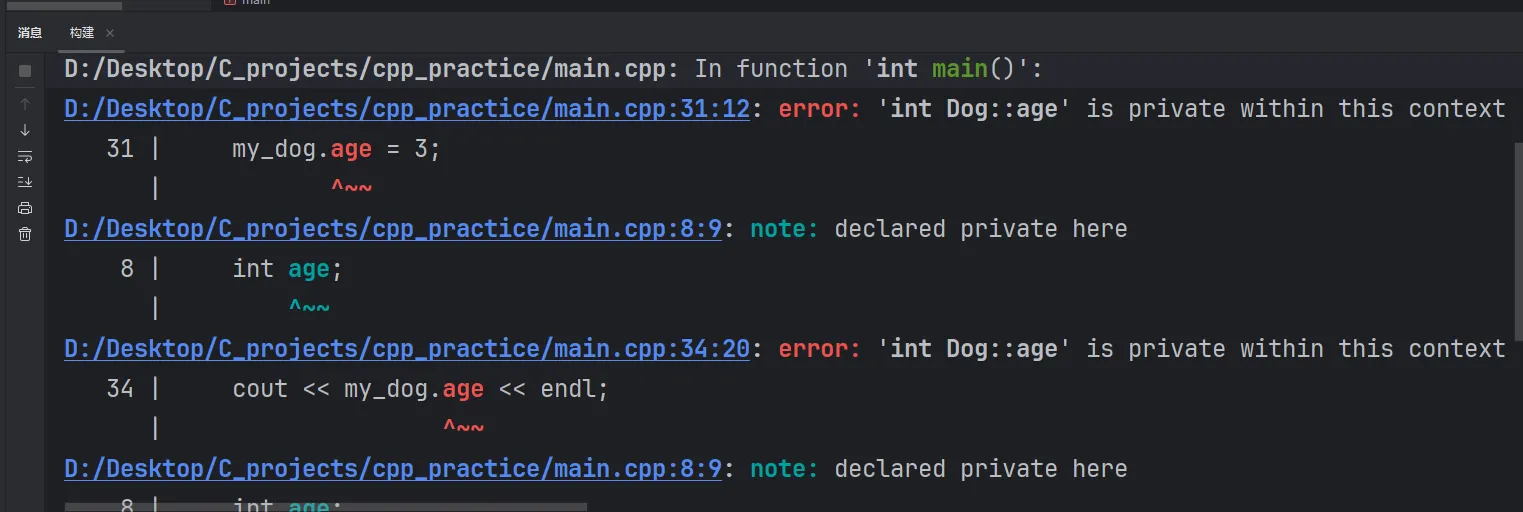 main
消息 构建 ×
D:/Desktop/C_projects/cpp_practice/main.cpp: In function 'int main()':
D:/Desktop/C_projects/cpp_practice/main.cpp:31:12: error: 'int Dog::age' is private within this context
31 |     my_dog.age = 3;
|            ^~~
D:/Desktop/C_projects/cpp_practice/main.cpp:8:9: note: declared private here
8 |     int age;
|         ^~~
D:/Desktop/C_projects/cpp_practice/main.cpp:34:20: error: 'int Dog::age' is private within this context
34 |     cout << my_dog.age << endl;
|                    ^~~
D:/Desktop/C_projects/cpp_practice/main.cpp:8:9: note: declared private here
8 |     int age;